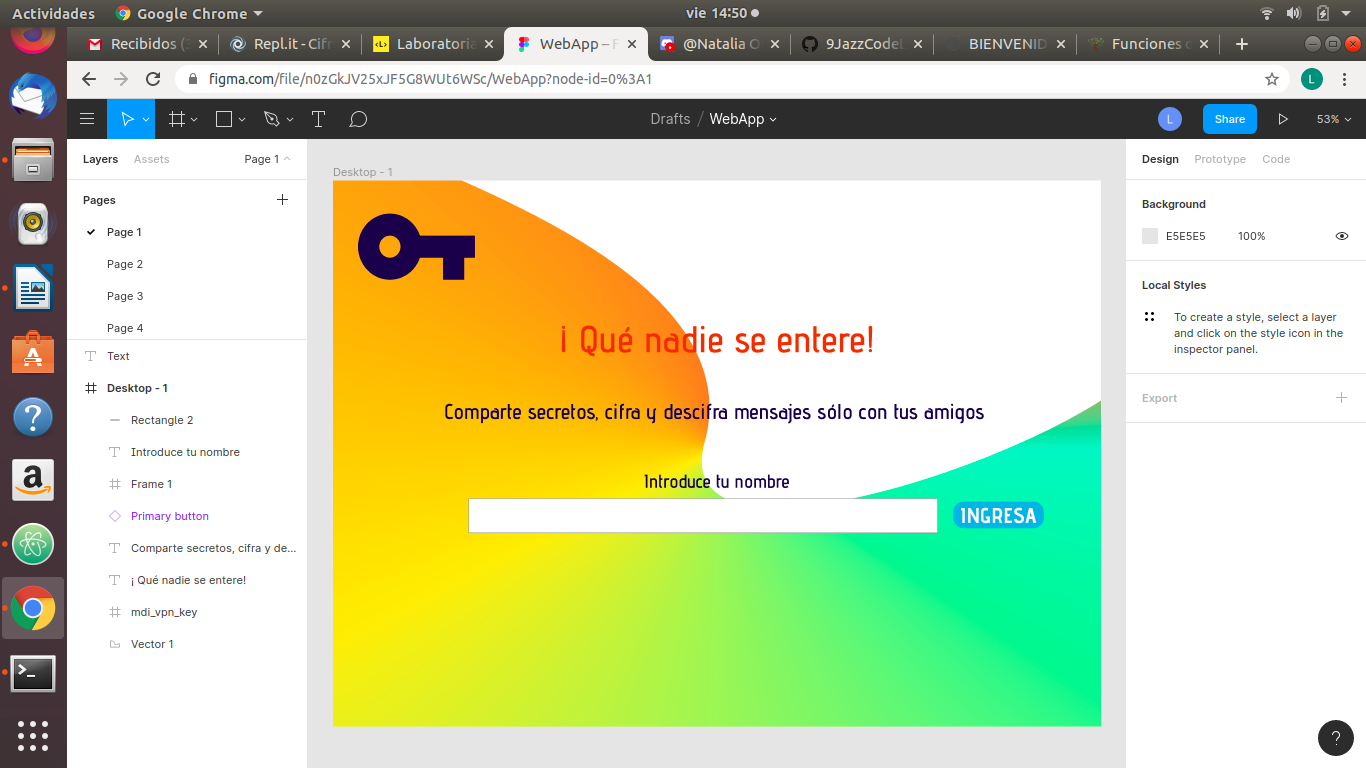 Actividades
Google Chrome
vie 14:50
Recibidos (3
Repl.it - Cifr
Laboratoria
WebApp – F
@Natalia O
9JazzCodeL
BIENVENID
Funciones
figma.com/file/n0zGkJV25xJF5G8WUt6WSc/WebApp?node-id=0%3A1
L
Drafts / WebApp
L
Share
53%
Layers
Assets
Page 1
Pages
Page 1
Page 2
Page 3
Page 4
Text
Desktop - 1
Rectangle 2
Introduce tu nombre
Frame 1
Primary button
Comparte secretos, cifra y de...
¡ Qué nadie se entere!
mdi_vpn_key
Vector 1
Desktop - 1
¡ Qué nadie se entere!
Comparte secretos, cifra y descifra mensajes sólo con tus amigos
Introduce tu nombre
INGRESA
Design
Prototype
Code
Background
E5E5E5
100%
Local Styles
To create a style, select a layer
and click on the style icon in the
inspector panel.
Export
?